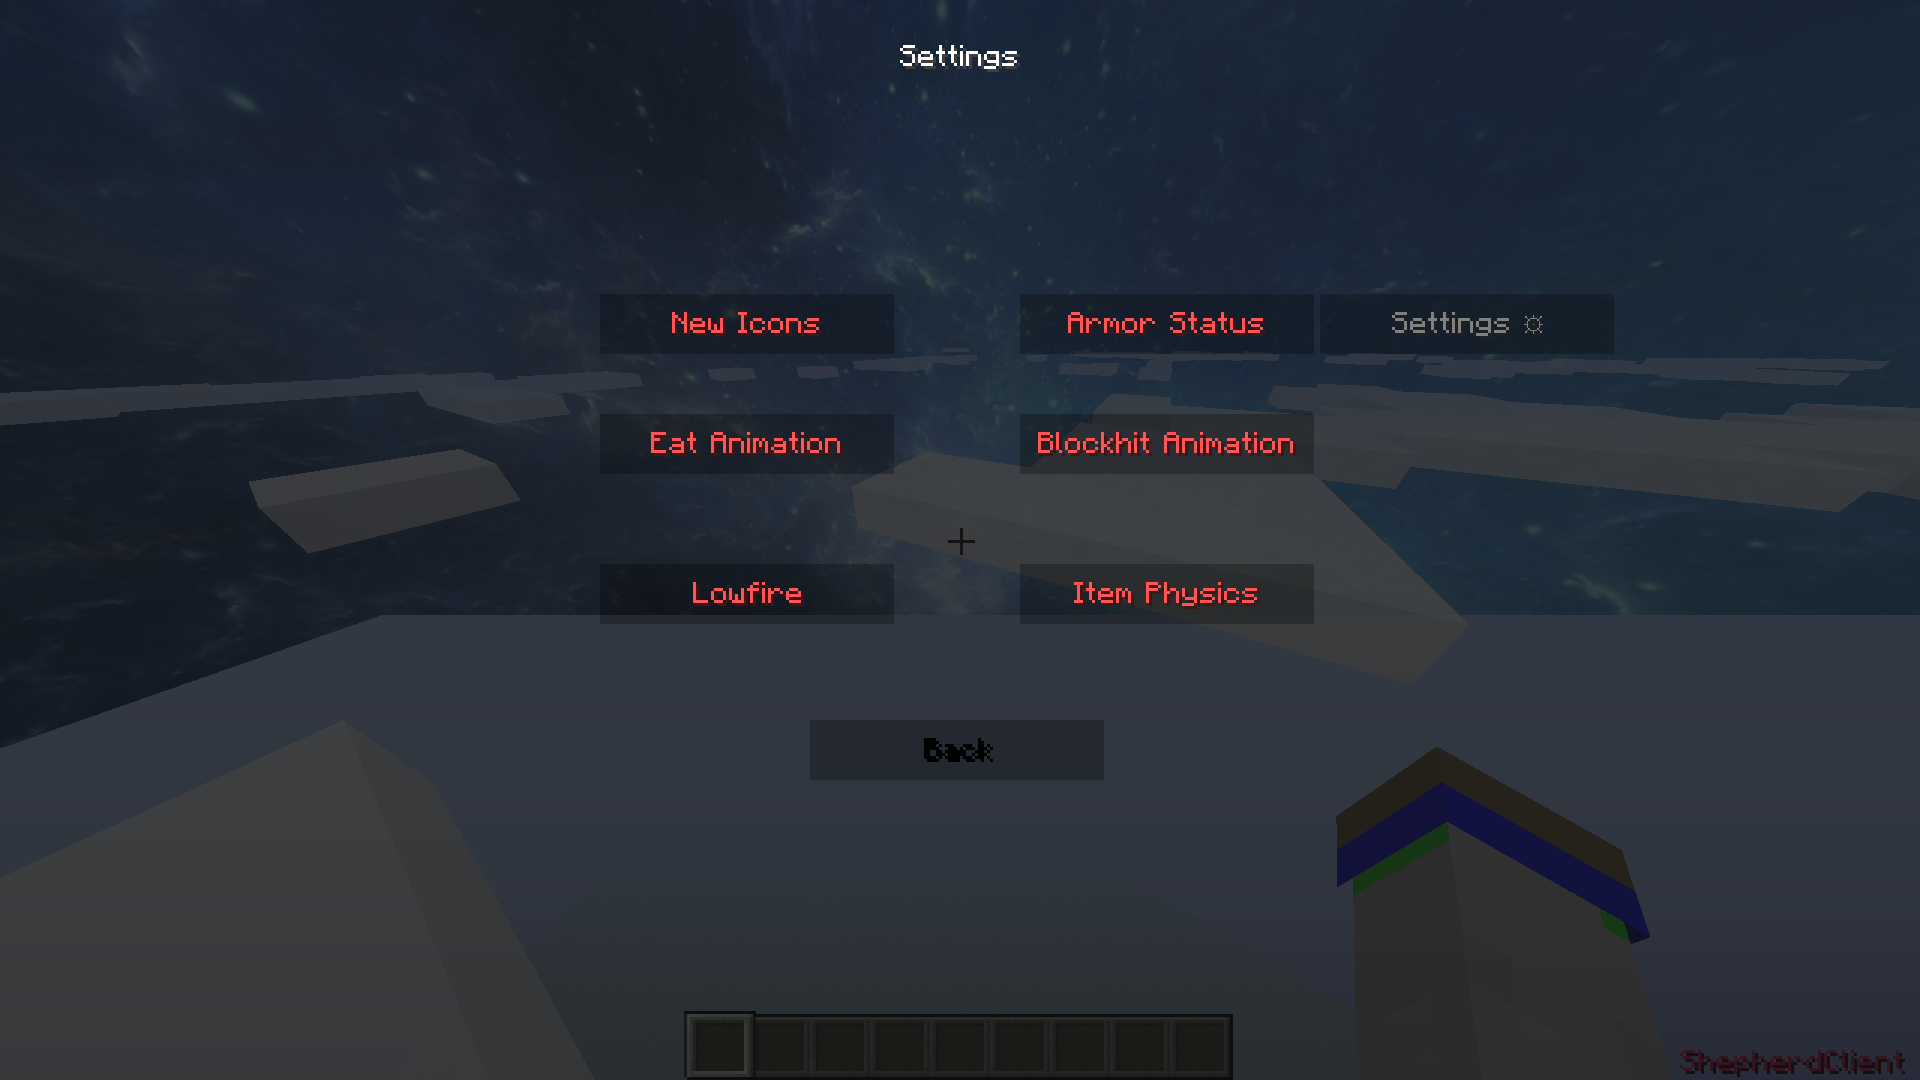 Settings
New Icons
Armor Status
Settings ☼
Eat Animation
Blockhit Animation
Lowfire
Item Physics
Back
ShepherdClient